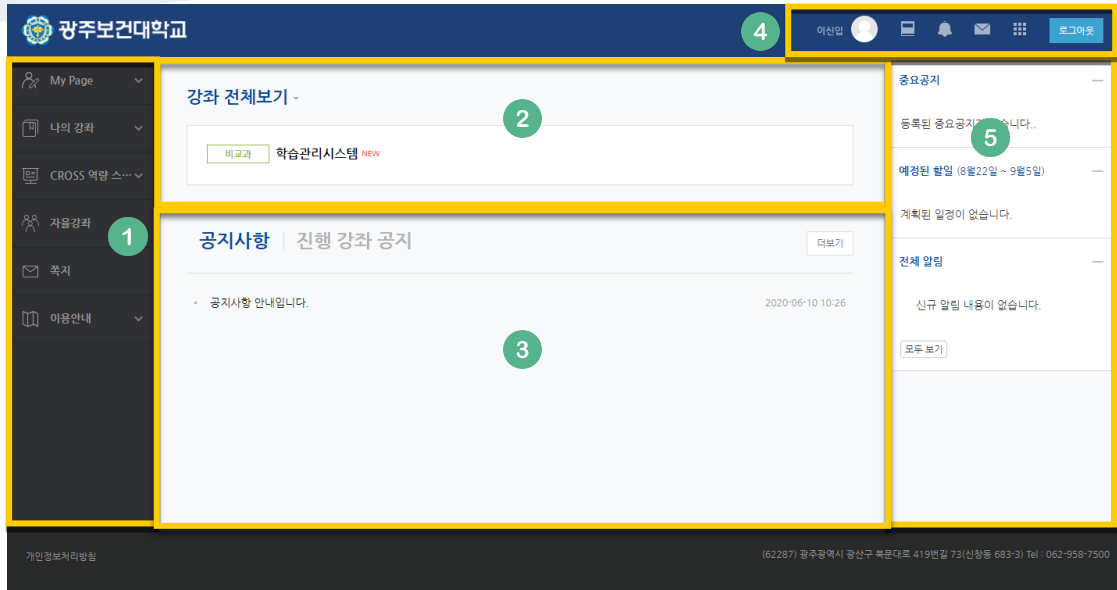 광주보건대학교
4
이신입
로그아웃
My Page
나의 강좌
CROSS 역량 스…
자율강좌
1
쪽지
이용안내
강좌 전체보기
2
비교과 학습관리시스템 NEW
공지사항 진행 강좌 공지 더보기
공지사항 안내입니다. 2020-06-10 10:26
3
중요공지
등록된 중요공지 습니다..
5
예정된 할일 (8월22일 ~ 9월5일)
계획된 일정이 없습니다.
전체 알림
신규 알림 내용이 없습니다.
모두 보기
개인정보처리방침
(62287) 광주광역시 광산구 북문대로 419번길 73(신창동 683-3) Tel : 062-958-7500